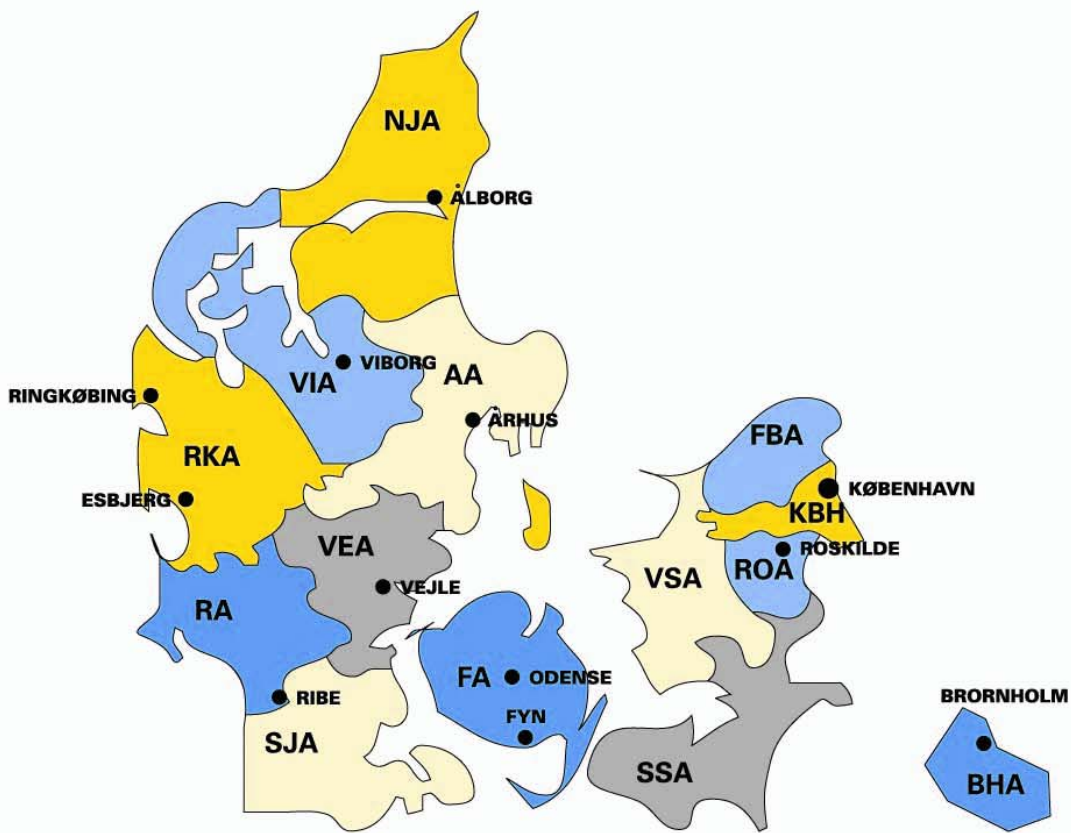 NJA
ÅLBORG
VIBORG
VIA
AA
RINGKØBING
ÅRHUS
FBA
RKA
ESBJERG
KØBENHAVN
KBH
VEA
ROSKILDE
ROA
VSA
VEJLE
RA
FA
ODENSE
RIBE
FYN
SJA
BRORNHOLM
SSA
BHA